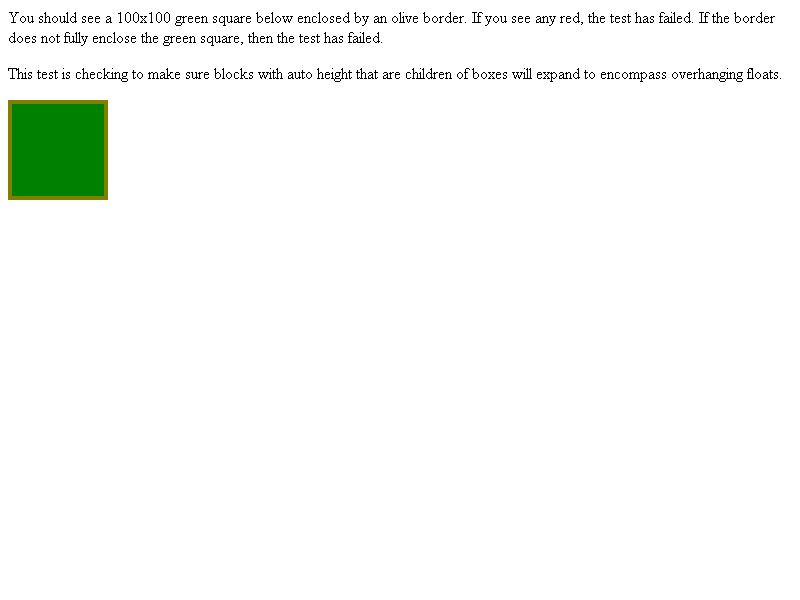 You should see a 100x100 green square below enclosed by an olive border. If you see any red, the test has failed. If the border
does not fully enclose the green square, then the test has failed.
This test is checking to make sure blocks with auto height that are children of boxes will expand to encompass overhanging floats.